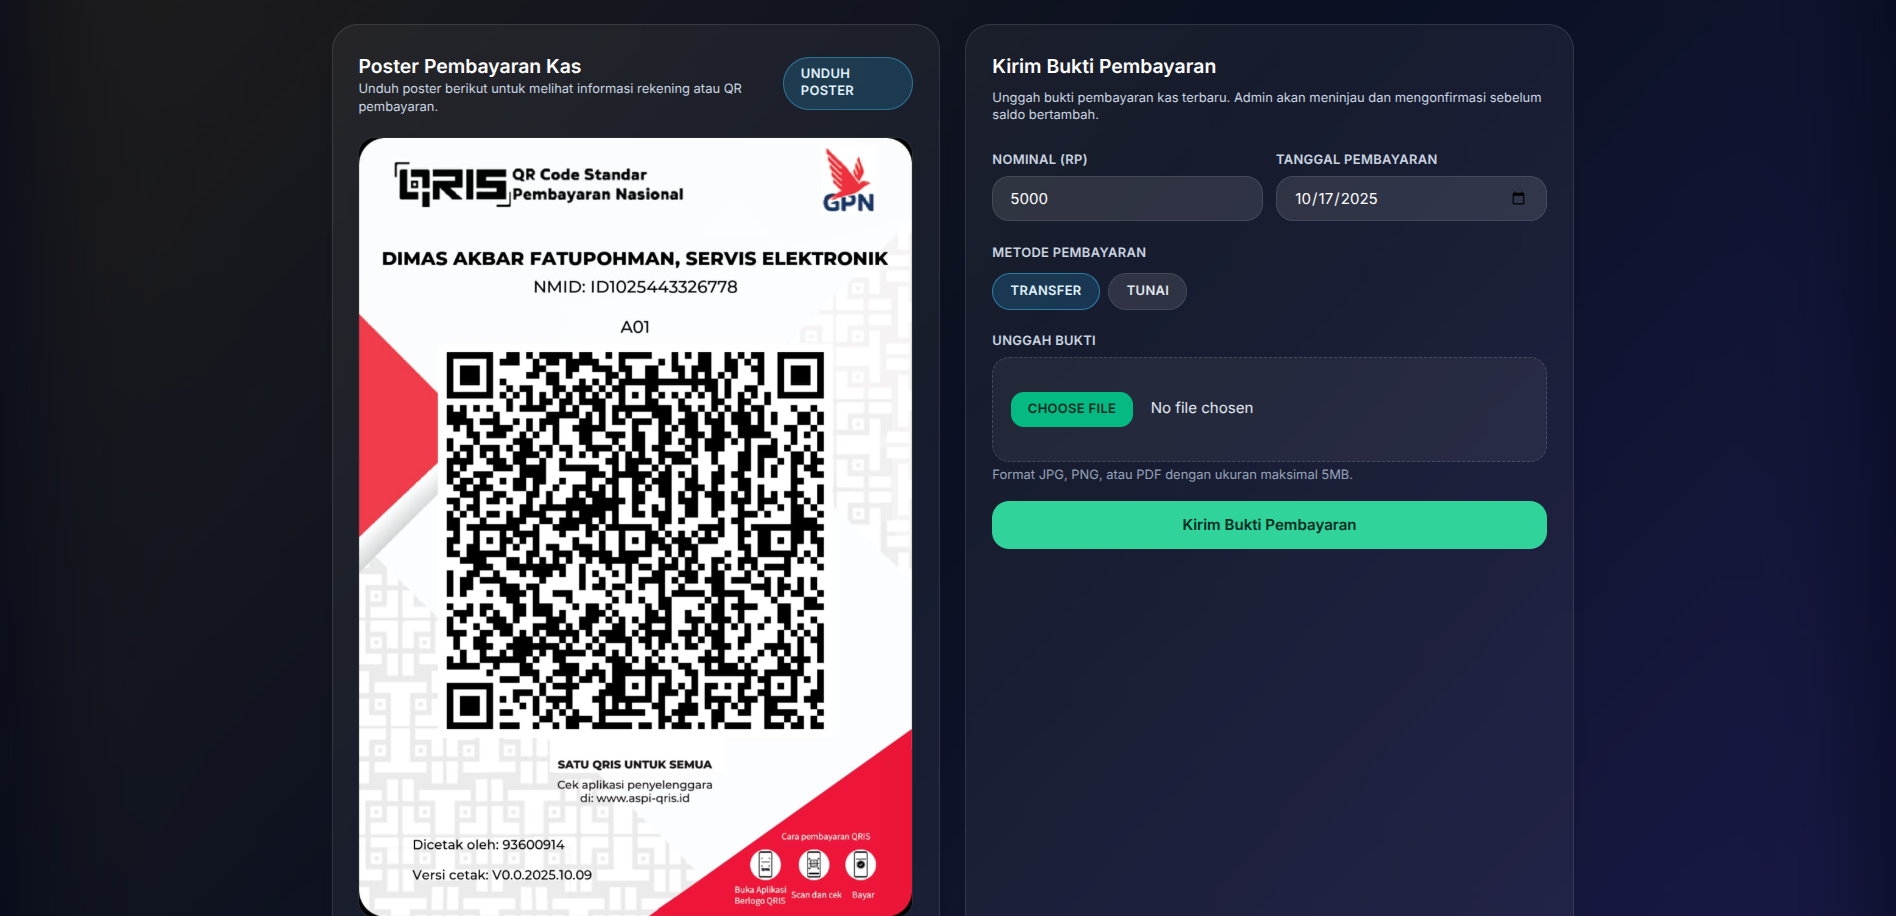 Poster Pembayaran Kas
Unduh poster berikut untuk melihat informasi rekening atau QR
pembayaran.
UNDUH
POSTER
QRIS
QR Code Standar
Pembayaran Nasional
GPN
DIMAS AKBAR FATUPOHMAN, SERVIS ELEKTRONIK
NMID: ID1025443326778
A01
SATU QRIS UNTUK SEMUA
Cek aplikasi penyelenggara
di: www.aspi-qris.id
Dicetak oleh: 93600914
Versi cetak: V0.0.2025.10.09
Cara pembayaran QRIS
Buka Aplikasi
Berlogo QRIS
Scan dan cek
Bayar
Kirim Bukti Pembayaran
Unggah bukti pembayaran kas terbaru. Admin akan meninjau dan mengonfirmasi sebelum
saldo bertambah.
NOMINAL (RP)
5000
TANGGAL PEMBAYARAN
10/17/2025
METODE PEMBAYARAN
TRANSFER
TUNAI
UNGGAH BUKTI
CHOOSE FILE
No file chosen
Format JPG, PNG, atau PDF dengan ukuran maksimal 5MB.
Kirim Bukti Pembayaran